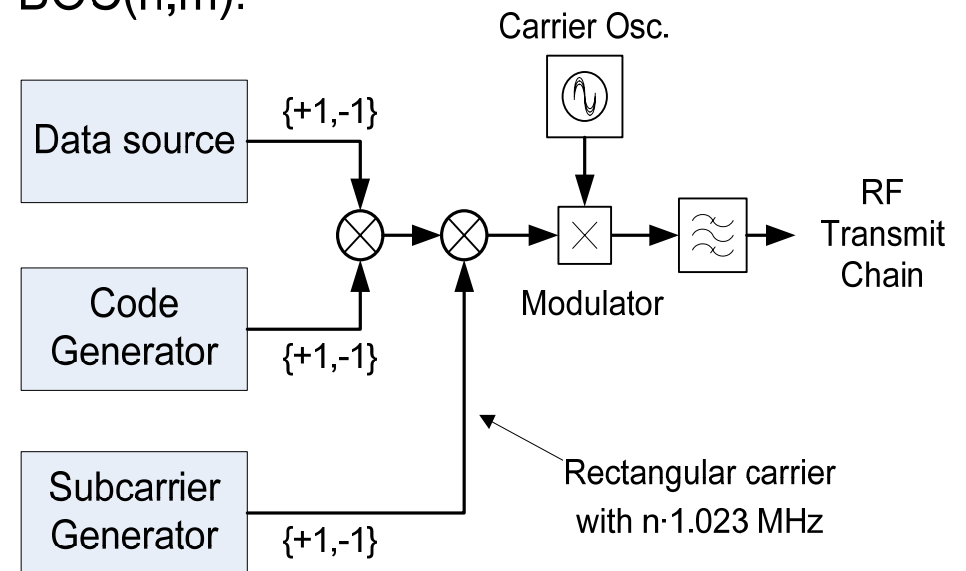 BOC(n,m):
Carrier Osc.
Data source
{+1,-1}
RF
Transmit
Chain
Modulator
Code
Generator
{+1,-1}
Rectangular carrier
with n·1.023 MHz
Subcarrier
Generator
{+1,-1}